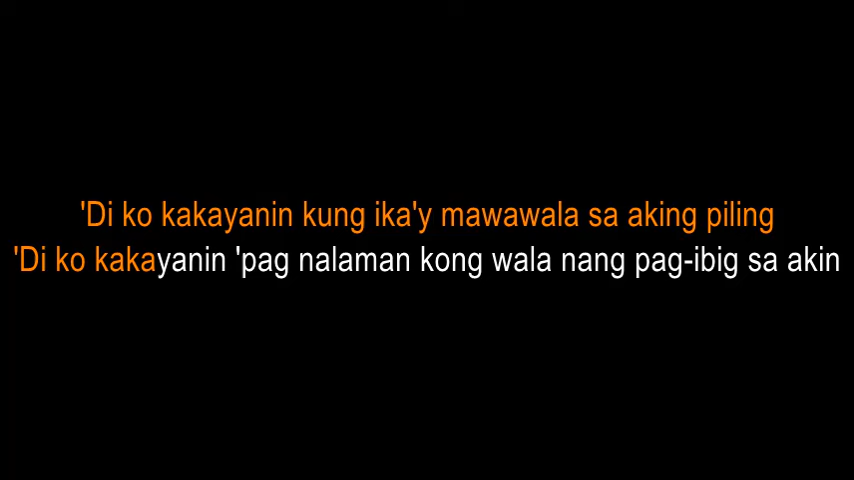 'Di ko kakayanin kung ika'y mawawala sa aking piling
'Di ko kakayanin 'pag nalaman kong wala nang pag-ibig sa akin